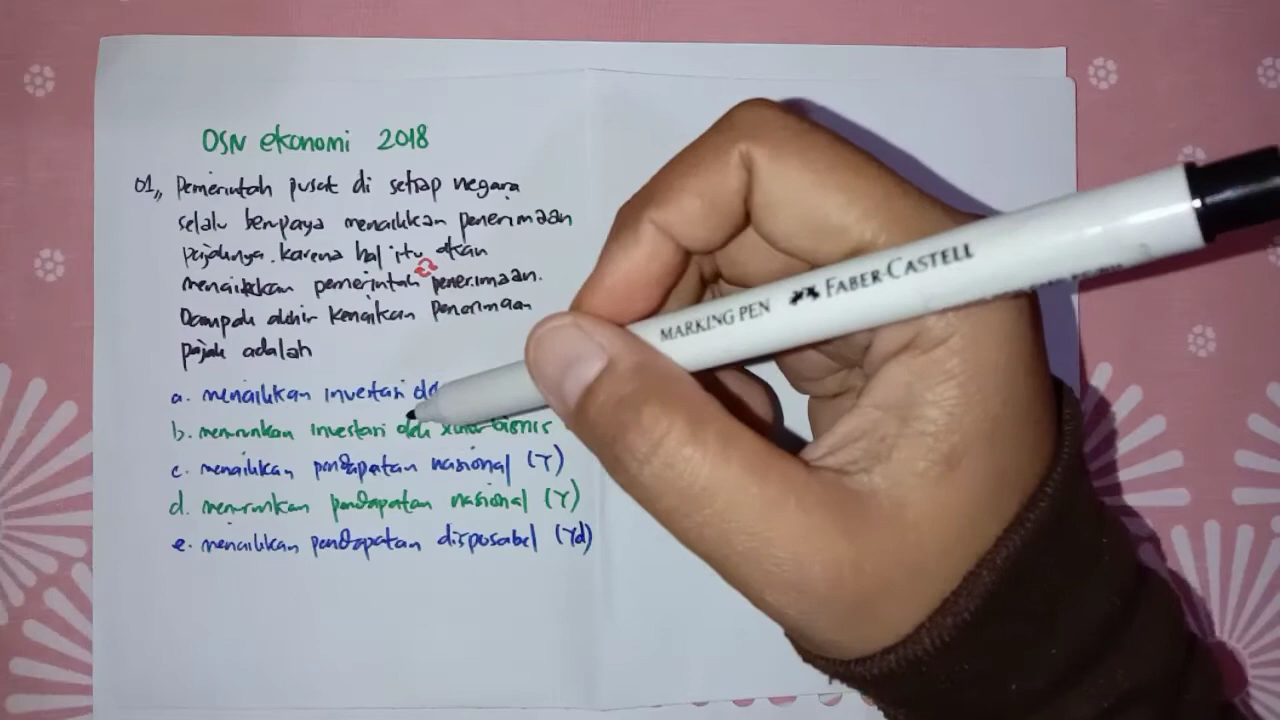 OSN ekonomi 2018
01,, Pemerintah pusat di setiap negara
selalu berupaya menaikkan penerimaan
pajaknya. karena hal itu akan
menaikkan pemerintah penerimaan.
Dampak akhir kenaikan penerimaan
pajak adalah
a. menaikkan investasi
b. menurunkan investasi oleh bisnis
c. menaikkan pendapatan nasional (Y)
d. menurunkan pendapatan nasional (Y)
e. menaikkan pendapatan disposabel (Yd)
MARKING PEN FABER-CASTELL